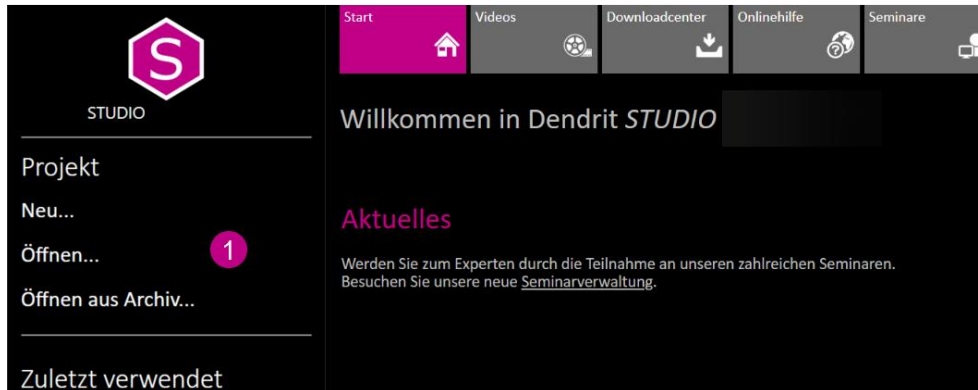 S
STUDIO
Projekt
Neu...
Öffnen...
1
Öffnen aus Archiv...
Zuletzt verwendet
Start
Videos
Downloadcenter
Onlinehilfe
Seminare
Willkommen in Dendrit STUDIO
Aktuelles
Werden Sie zum Experten durch die Teilnahme an unseren zahlreichen Seminaren.
Besuchen Sie unsere neue Seminarverwaltung.